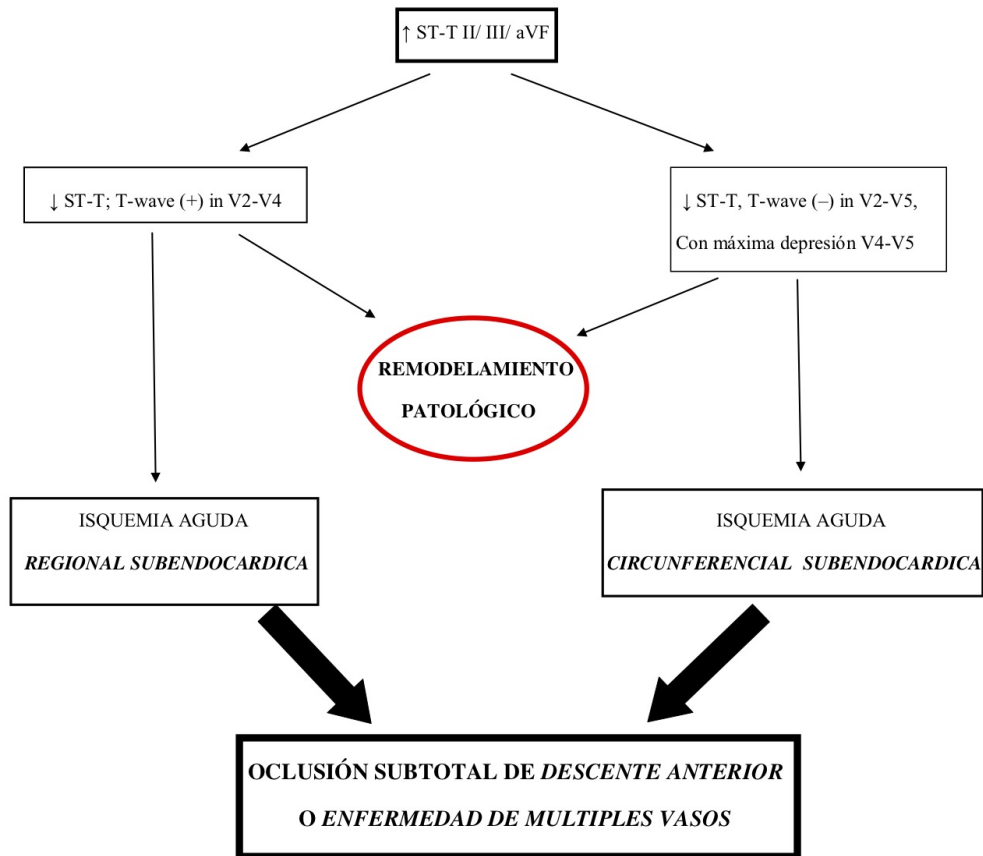 ↑ ST-T II/ III/ aVF
↓ ST-T; T-wave (+) in V2-V4
↓ ST-T, T-wave (–) in V2-V5,
Con máxima depresión V4-V5
REMODELAMIENTO
PATOLÓGICO
ISQUEMIA AGUDA
REGIONAL SUBENDOCARDICA
ISQUEMIA AGUDA
CIRCUNFERENCIAL SUBENDOCARDICA
OCLUSIÓN SUBTOTAL DE DESCENTE ANTERIOR
O ENFERMEDAD DE MULTIPLES VASOS